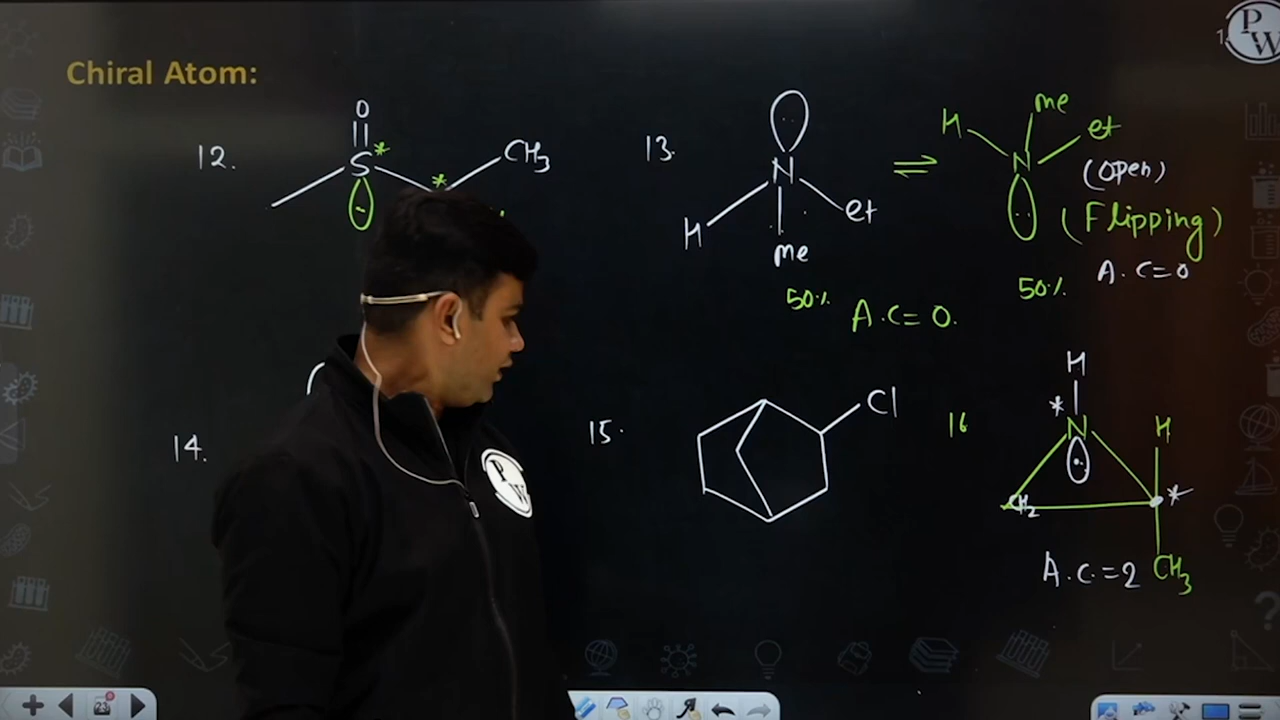 Chiral Atom:
P
W
12.
O
S*
*
CH3
13.
N
H
et
me
50%
A.C= 0.
⇌
H
me
et
N
(open)
(Flipping)
50%
A.C=0
14.
15.
Cl
16
H
*
N
H
CH2
*
CH3
A.C.=2
P
W
23